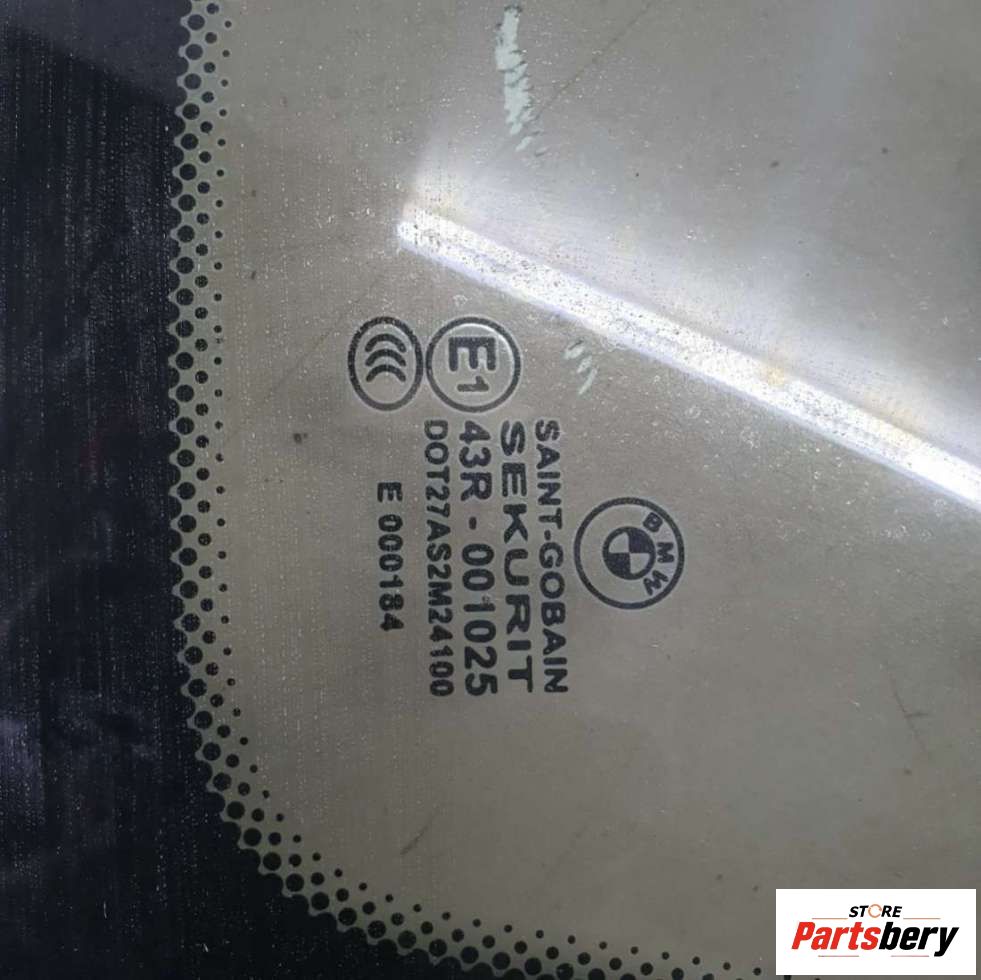 BMW
SAINT-GOBAIN
SEKURIT
E1
43R - 001025
DOT27AS2M24100
E 000184
STORE
Partsbery